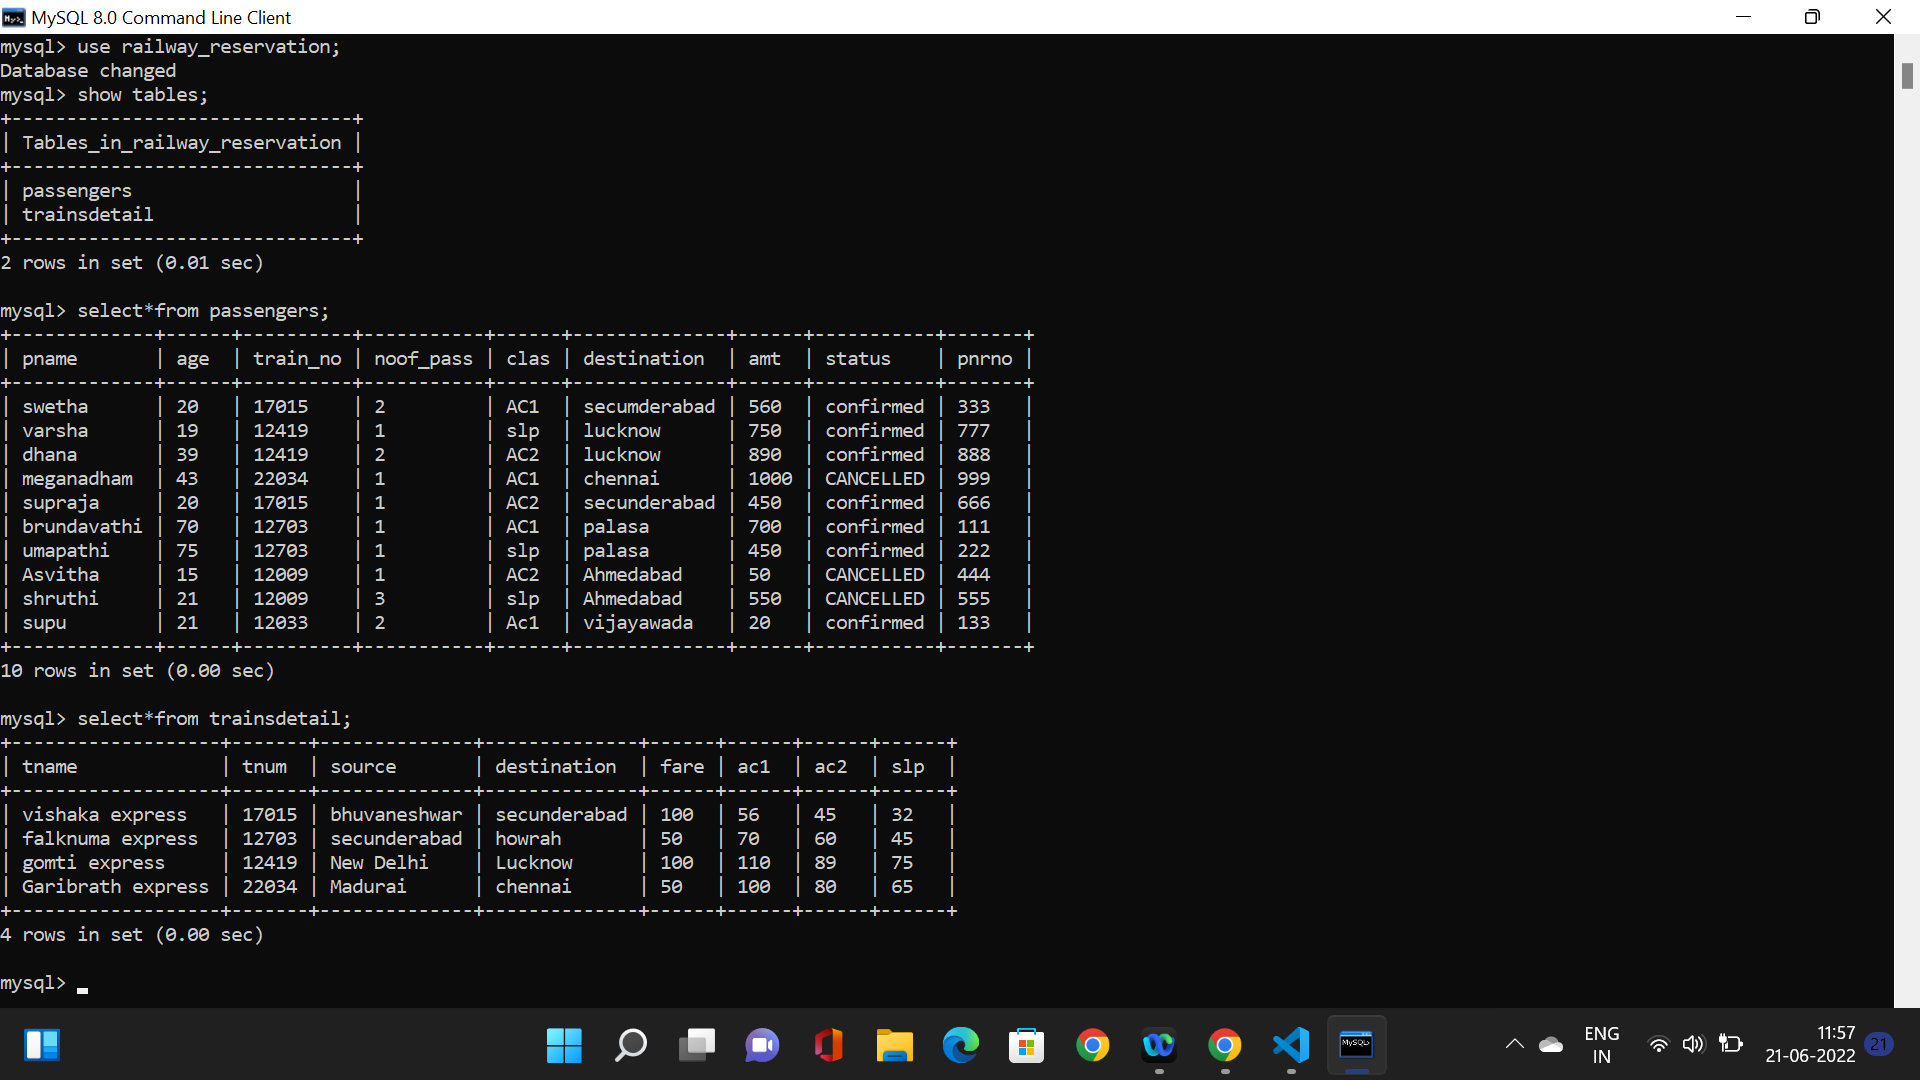 MySQL 8.0 Command Line Client
mysql> use railway_reservation;
Database changed
mysql> show tables;
+-------------------------------+
| Tables_in_railway_reservation |
+-------------------------------+
| passengers                    |
| trainsdetail                  |
+-------------------------------+
2 rows in set (0.01 sec)

mysql> select*from passengers;
+-------------+------+----------+-----------+------+--------------+------+-----------+-------+
| pname       | age  | train_no | noof_pass | clas | destination  | amt  | status    | pnrno |
+-------------+------+----------+-----------+------+--------------+------+-----------+-------+
| swetha      | 20   | 17015    | 2         | AC1  | secumderabad | 560  | confirmed | 333   |
| varsha      | 19   | 12419    | 1         | slp  | lucknow      | 750  | confirmed | 777   |
| dhana       | 39   | 12419    | 2         | AC2  | lucknow      | 890  | confirmed | 888   |
| meganadham  | 43   | 22034    | 1         | AC1  | chennai      | 1000 | CANCELLED | 999   |
| supraja     | 20   | 17015    | 1         | AC2  | secunderabad | 450  | confirmed | 666   |
| brundavathi | 70   | 12703    | 1         | AC1  | palasa       | 700  | confirmed | 111   |
| umapathi    | 75   | 12703    | 1         | slp  | palasa       | 450  | confirmed | 222   |
| Asvitha     | 15   | 12009    | 1         | AC2  | Ahmedabad    | 50   | CANCELLED | 444   |
| shruthi     | 21   | 12009    | 3         | slp  | Ahmedabad    | 550  | CANCELLED | 555   |
| supu        | 21   | 12033    | 2         | Ac1  | vijayawada   | 20   | confirmed | 133   |
+-------------+------+----------+-----------+------+--------------+------+-----------+-------+
10 rows in set (0.00 sec)

mysql> select*from trainsdetail;
+-------------------+-------+--------------+--------------+------+------+------+------+
| tname             | tnum  | source       | destination  | fare | ac1  | ac2  | slp  |
+-------------------+-------+--------------+--------------+------+------+------+------+
| vishaka express   | 17015 | bhuvaneshwar | secunderabad | 100  | 56   | 45   | 32   |
| falknuma express  | 12703 | secunderabad | howrah       | 50   | 70   | 60   | 45   |
| gomti express     | 12419 | New Delhi    | Lucknow      | 100  | 110  | 89   | 75   |
| Garibrath express | 22034 | Madurai      | chennai      | 50   | 100  | 80   | 65   |
+-------------------+-------+--------------+--------------+------+------+------+------+
4 rows in set (0.00 sec)

mysql> _
MySQL>
ENG
IN
11:57
21-06-2022
21